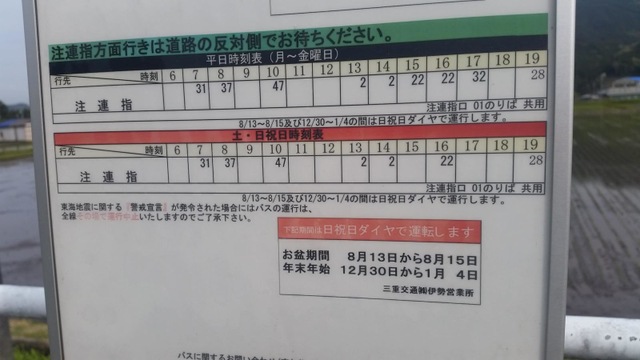 注連指方面行きは道路の反対側でお待ちください。
平日時刻表（月～金曜日）
行先 時刻 6 7 8 9 10 11 12 13 14 15 16 17 18 19
注連指 31 37 47 2 2 22 22 32 28
注連指口 01のりば 共用
8/13～8/15及び12/30～1/4の間は日祝日ダイヤで運行します。
土・日祝日時刻表
行先 時刻 6 7 8 9 10 11 12 13 14 15 16 17 18 19
注連指 31 37 47 2 2 22 28
注連指口 01のりば 共用
8/13～8/15及び12/30～1/4の間は日祝日ダイヤで運行します。
東海地震に関する『警戒宣言』が発令された場合にはバスの運行は、
全線その場で運行中止いたしますのでご了承下さい。
下記期間は日祝日ダイヤで運転します
お盆期間 8月13日から8月15日
年末年始 12月30日から1月 4日
三重交通㈱伊勢営業所